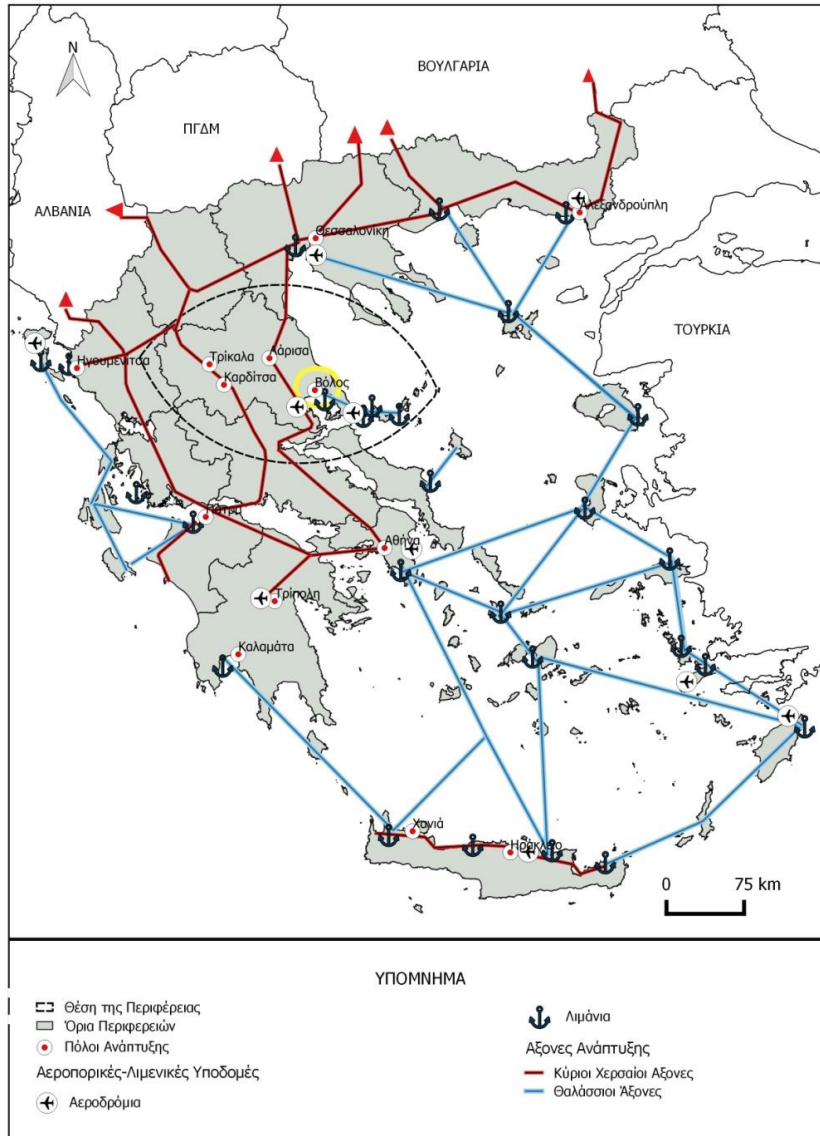 N
ΒΟΥΛΓΑΡΙΑ
ΠΓΔΜ
ΑΛΒΑΝΙΑ
Αλεξανδρούπλη
Θεσσαλονίκη
ΤΟΥΡΚΙΑ
Ηγουμενίτσα
Τρίκαλα
Λάρισα
Καρδίτσα
Βόλος
Πάτρα
Αθήνα
Τρίπολη
Καλαμάτα
Χανιά
Ηράκλειο
0 75 km
ΥΠΟΜΝΗΜΑ
Θέση της Περιφέρειας
Όρια Περιφερειών
Πόλοι Ανάπτυξης
Αεροπορικές-Λιμενικές Υποδομές
Αεροδρόμια
Λιμάνια
Αξονες Ανάπτυξης
Κύριοι Χερσαίοι Αξονες
Θαλάσσιοι Άξονες